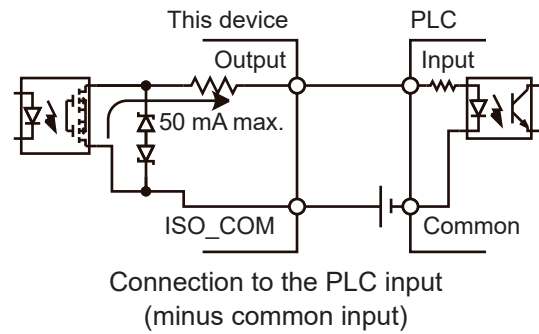 This device
PLC
Output
Input
50 mA max.
ISO_COM
Common
Connection to the PLC input
(minus common input)